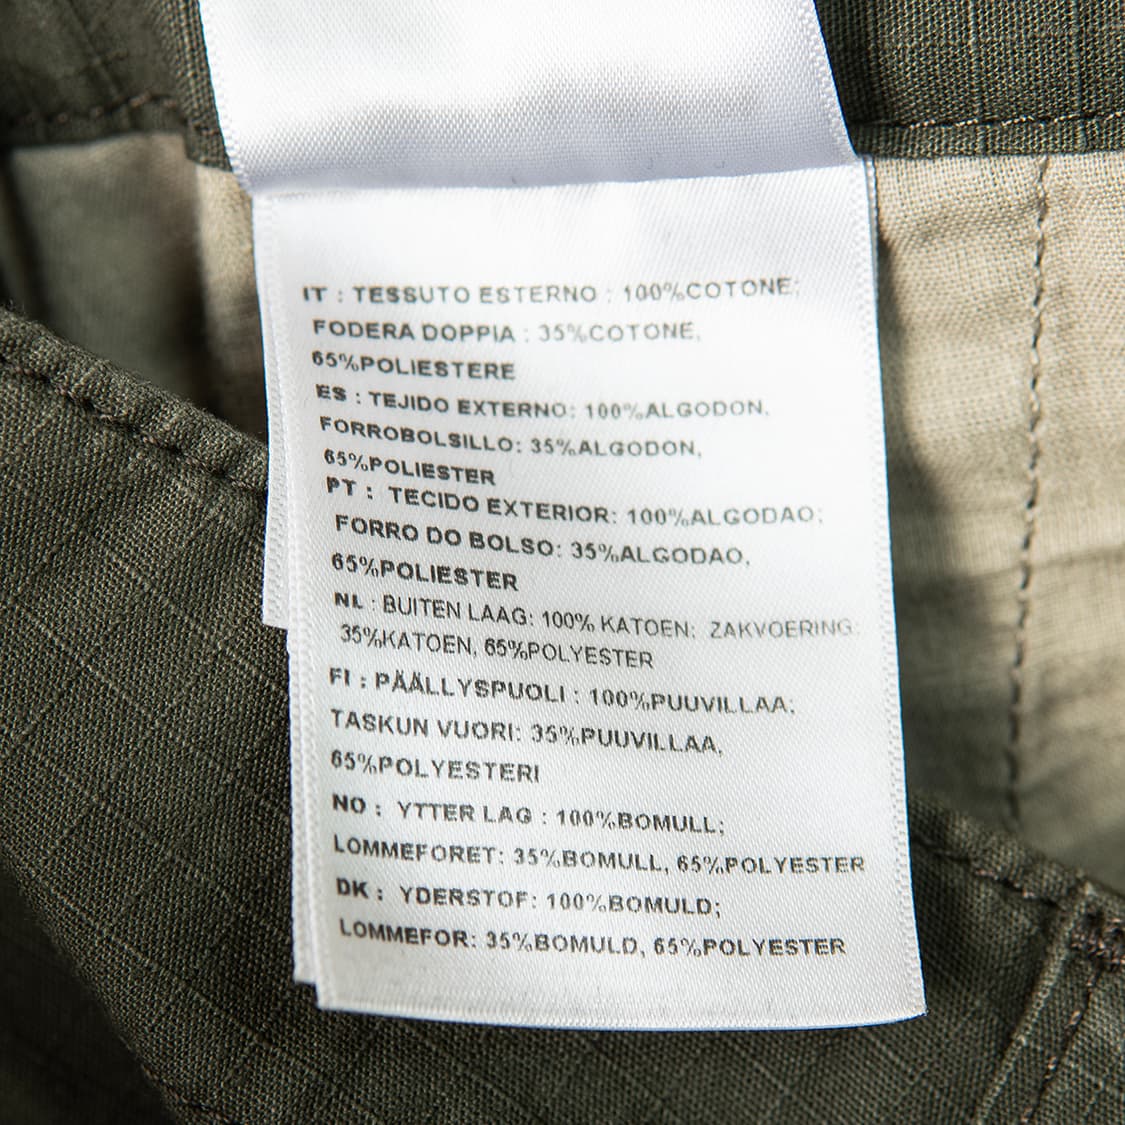 IT : TESSUTO ESTERNO : 100%COTONE;
FODERA DOPPIA : 35%COTONE,
65%POLIESTERE
ES : TEJIDO EXTERNO: 100%ALGODON,
FORROBOLSILLO: 35%ALGODON,
65%POLIESTER
PT : TECIDO EXTERIOR: 100%ALGODAO;
FORRO DO BOLSO: 35%ALGODAO,
65%POLIESTER
NL : BUITEN LAAG: 100% KATOEN; ZAKVOERING:
35%KATOEN, 65%POLYESTER
FI : PÄÄLLYSPUOLI : 100%PUUVILLAA;
TASKUN VUORI: 35%PUUVILLAA,
65%POLYESTERI
NO : YTTER LAG : 100%BOMULL;
LOMMEFORET: 35%BOMULL, 65%POLYESTER
DK : YDERSTOF: 100%BOMULD;
LOMMEFOR: 35%BOMULD, 65%POLYESTER